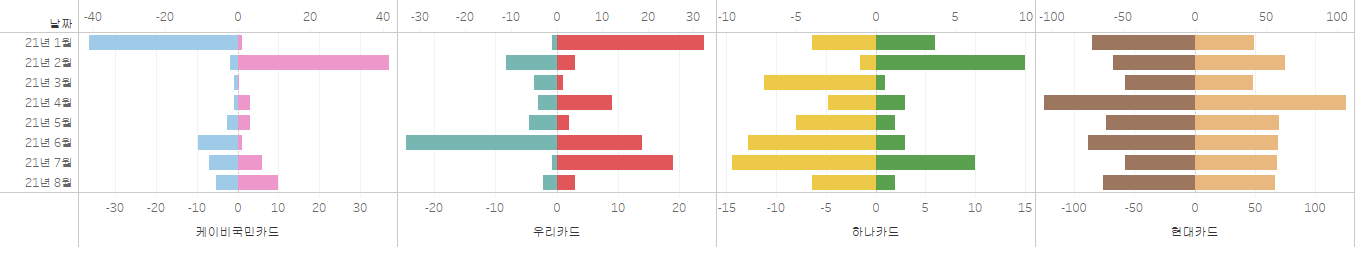 날짜
-40 -20 0 20 40
-30 -20 -10 0 10 20 30
-10 -5 0 5 10
-100 -50 0 50 100
21년 1월
21년 2월
21년 3월
21년 4월
21년 5월
21년 6월
21년 7월
21년 8월
-30 -20 -10 0 10 20 30
-20 -10 0 10 20
-15 -10 -5 0 5 10 15
-100 -50 0 50 100
케이비국민카드 우리카드 하나카드 현대카드